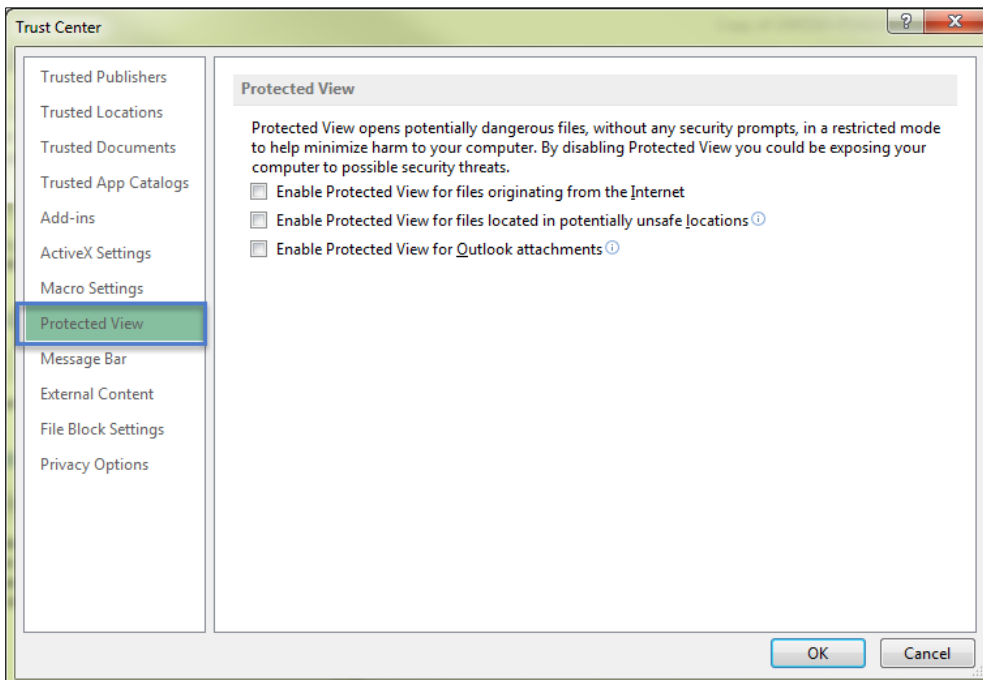 Trust Center
Trusted Publishers
Trusted Locations
Trusted Documents
Trusted App Catalogs
Add-ins
ActiveX Settings
Macro Settings
Protected View
Message Bar
External Content
File Block Settings
Privacy Options
Protected View
Protected View opens potentially dangerous files, without any security prompts, in a restricted mode
to help minimize harm to your computer. By disabling Protected View you could be exposing your
computer to possible security threats.
Enable Protected View for files originating from the Internet
Enable Protected View for files located in potentially unsafe locations
Enable Protected View for Outlook attachments
OK
Cancel